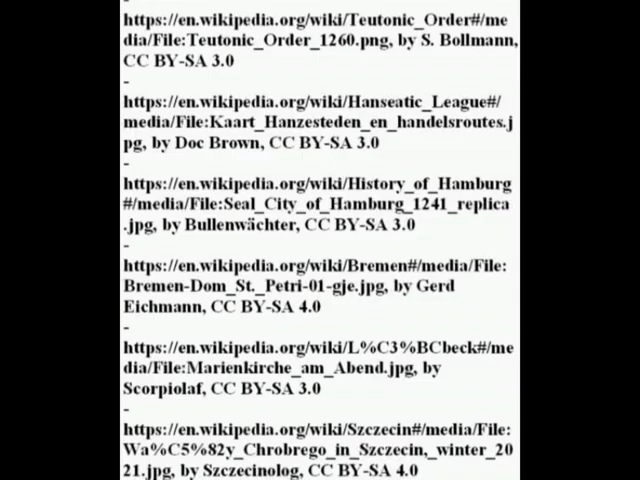 -
https://en.wikipedia.org/wiki/Teutonic_Order#/me
dia/File:Teutonic_Order_1260.png, by S. Bollmann,
CC BY-SA 3.0
-
https://en.wikipedia.org/wiki/Hanseatic_League#/
media/File:Kaart_Hanzesteden_en_handelsroutes.j
pg, by Doc Brown, CC BY-SA 3.0
-
https://en.wikipedia.org/wiki/History_of_Hamburg
#/media/File:Seal_City_of_Hamburg_1241_replica
.jpg, by Bullenwächter, CC BY-SA 3.0
-
https://en.wikipedia.org/wiki/Bremen#/media/File:
Bremen-Dom_St._Petri-01-gje.jpg, by Gerd
Eichmann, CC BY-SA 4.0
-
https://en.wikipedia.org/wiki/L%C3%BCbeck#/me
dia/File:Marienkirche_am_Abend.jpg, by
Scorpiolaf, CC BY-SA 3.0
-
https://en.wikipedia.org/wiki/Szczecin#/media/File:
Wa%C5%82y_Chrobrego_in_Szczecin,_winter_20
21.jpg, by Szczecinolog, CC BY-SA 4.0